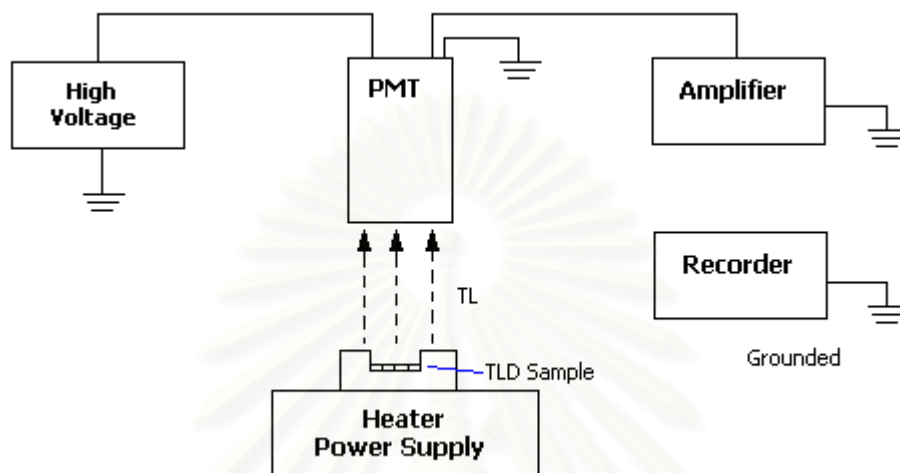 High
Voltage
PMT
Amplifier
Recorder
TL
Grounded
TLD Sample
Heater
Power Supply